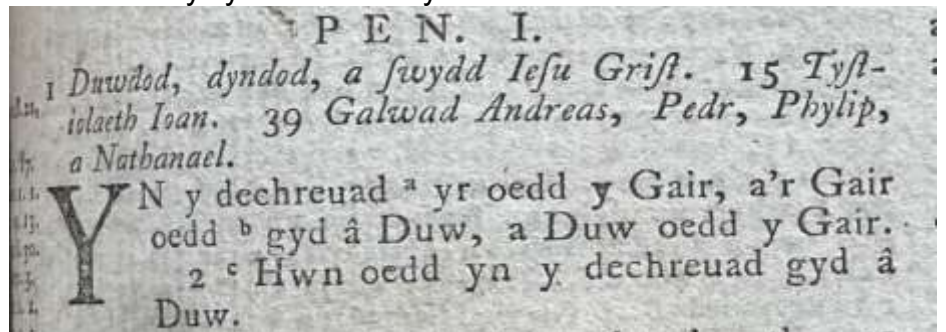 P E N. I.
1 Duwdod, dyndod, a ſwydd Ieſu Griſt. 15 Tyſt-
iolaeth Ioan. 39 Galwad Andreas, Pedr, Phylip,
a Nathanael.
YN y dechreuad ᵃ yr oedd y Gair, a'r Gair
oedd ᵇ gyd â Duw, a Duw oedd y Gair.
2 ᶜ Hwn oedd yn y dechreuad gyd â
Duw.